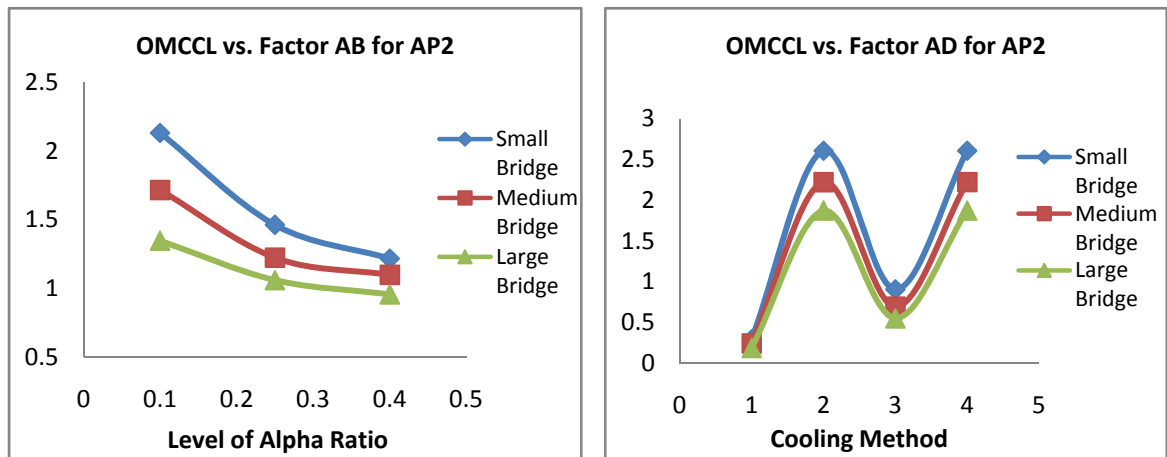 OMCCL vs. Factor AB for AP2
2.5
2
1.5
1
0.5
0
0.1
0.2
0.3
0.4
0.5
Level of Alpha Ratio
Small
Bridge
Medium
Bridge
Large
Bridge
OMCCL vs. Factor AD for AP2
3
2.5
2
1.5
1
0.5
0
0
1
2
3
4
5
Cooling Method
Small
Bridge
Medium
Bridge
Large
Bridge